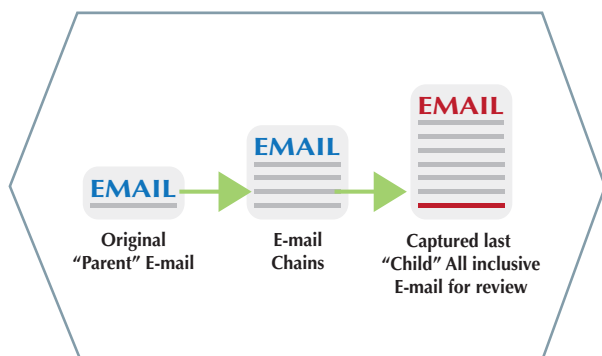 EMAIL
Original
“Parent” E-mail
EMAIL
E-mail
Chains
EMAIL
Captured last
“Child” All inclusive
E-mail for review